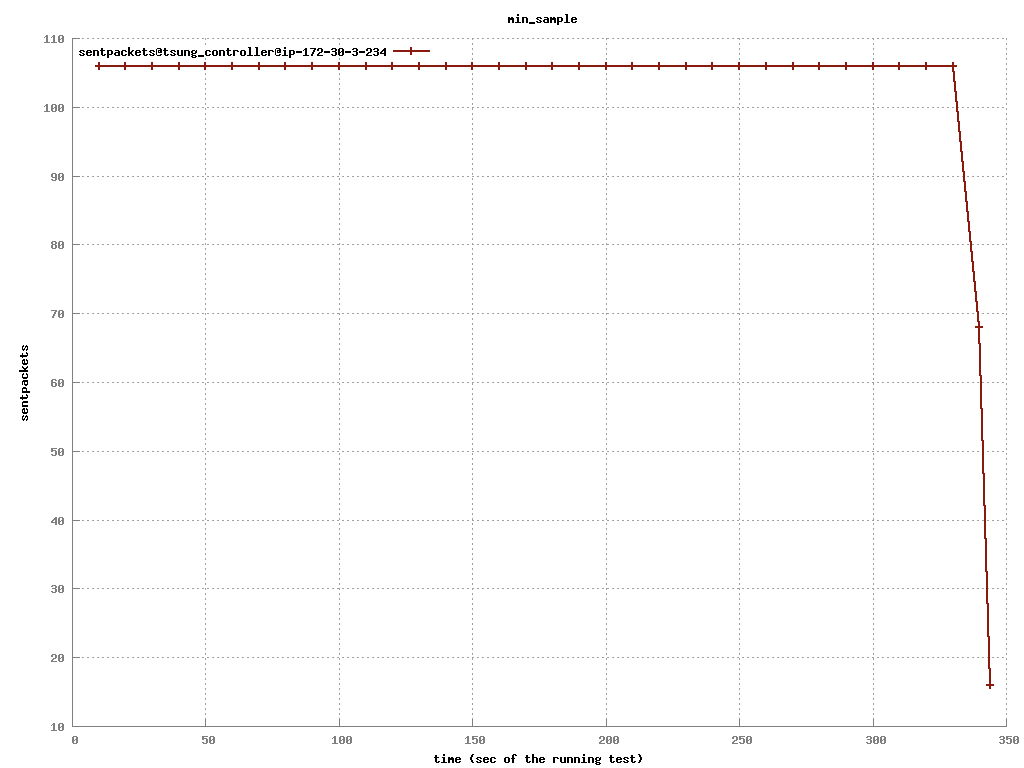 min_sample
110
sentpackets@tsung_controller@ip-172-30-3-234
100
90
80
70
60
50
40
30
20
10
sentpackets
0 50 100 150 200 250 300 350
time (sec of the running test)